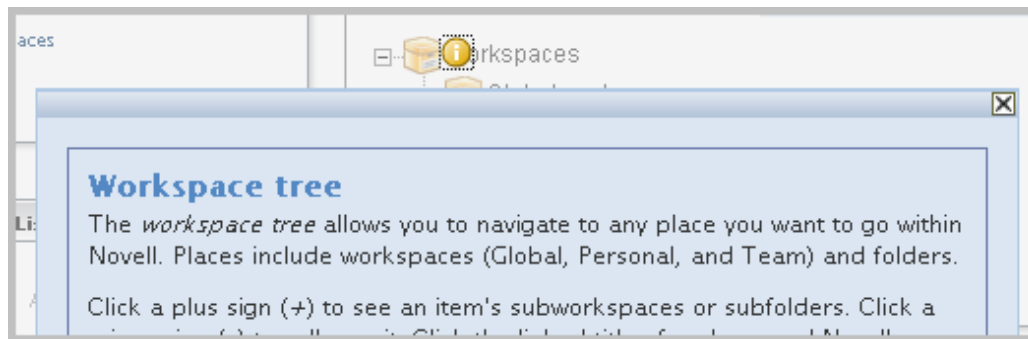 aces
rkspaces
Workspace tree
The workspace tree allows you to navigate to any place you want to go within
Novell. Places include workspaces (Global, Personal, and Team) and folders.
Click a plus sign (+) to see an item's subworkspaces or subfolders. Click a